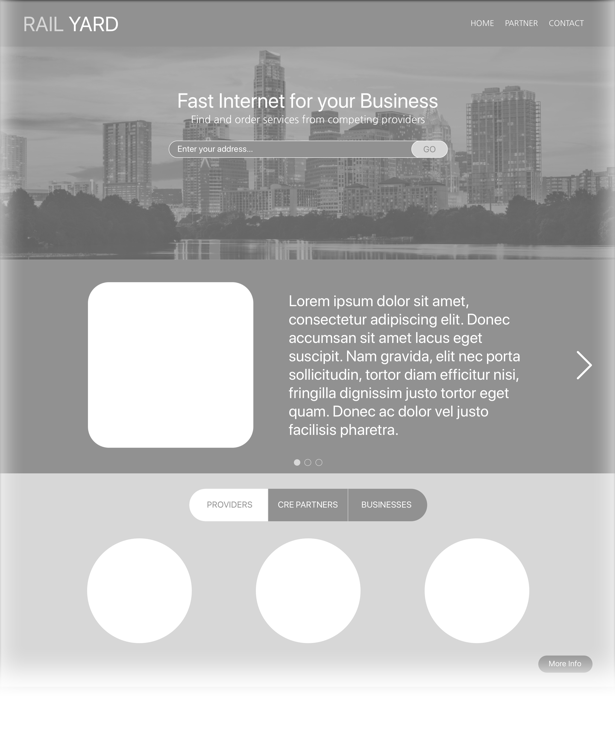 RAIL YARD
HOME PARTNER CONTACT
Fast Internet for your Business
Find and order services from competing providers
Enter your address... GO
Lorem ipsum dolor sit amet,
consectetur adipiscing elit. Donec
accumsan sit amet lacus eget
suscipit. Nam gravida, elit nec porta
sollicitudin, tortor diam efficitur nisi,
fringilla dignissim justo tortor eget
quam. Donec ac dolor vel justo
facilisis pharetra.
PROVIDERS CRE PARTNERS BUSINESSES
More Info